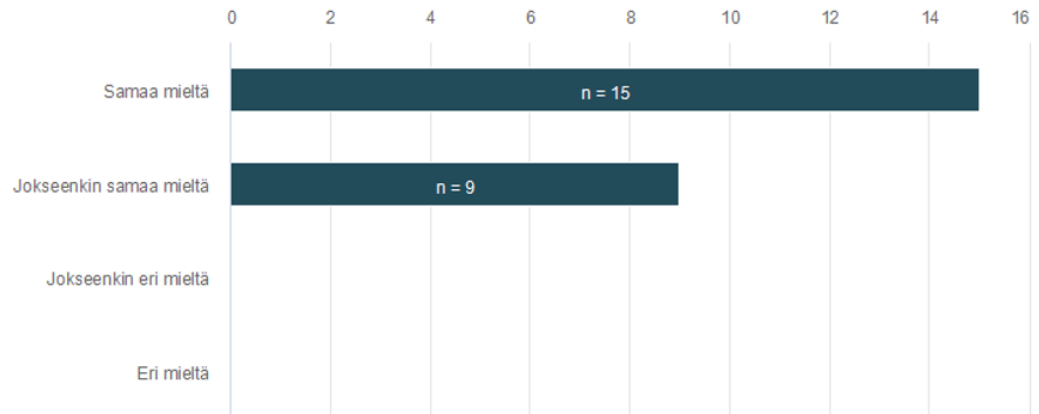 0 2 4 6 8 10 12 14 16
Samaa mieltä n = 15
Jokseenkin samaa mieltä n = 9
Jokseenkin eri mieltä
Eri mieltä